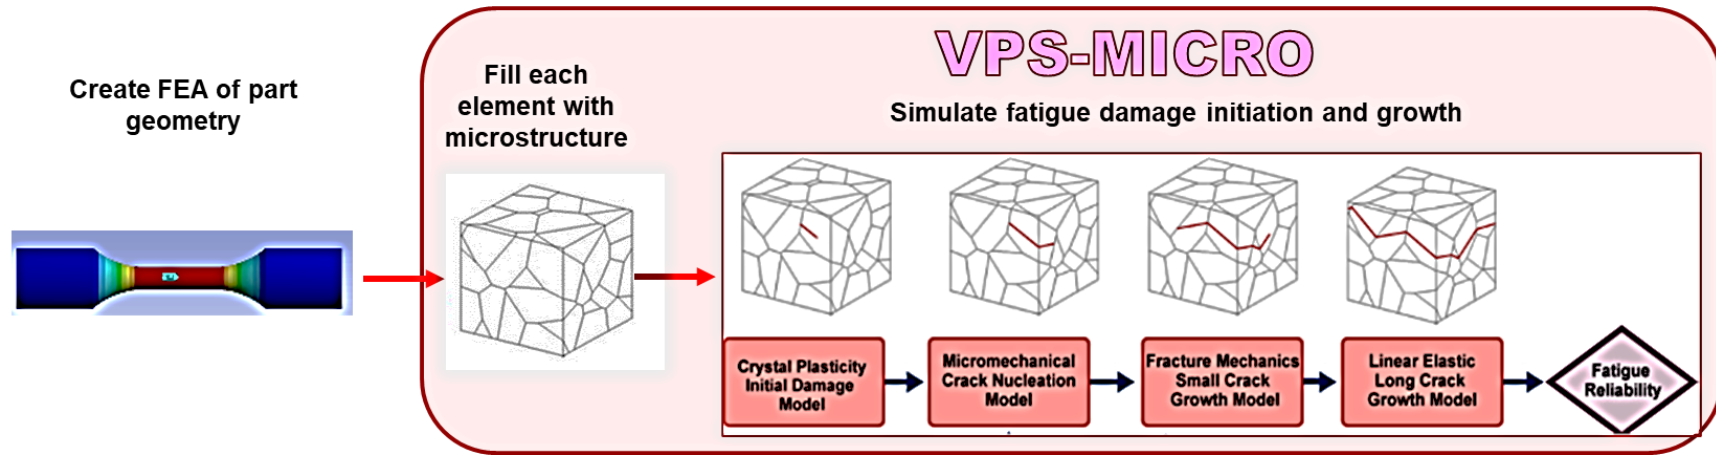 Create FEA of part
geometry
Fill each
element with
microstructure
VPS-MICRO
Simulate fatigue damage initiation and growth
Crystal Plasticity
Initial Damage
Model
Micromechanical
Crack Nucleation
Model
Fracture Mechanics
Small Crack
Growth Model
Linear Elastic
Long Crack
Growth Model
Fatigue
Reliability